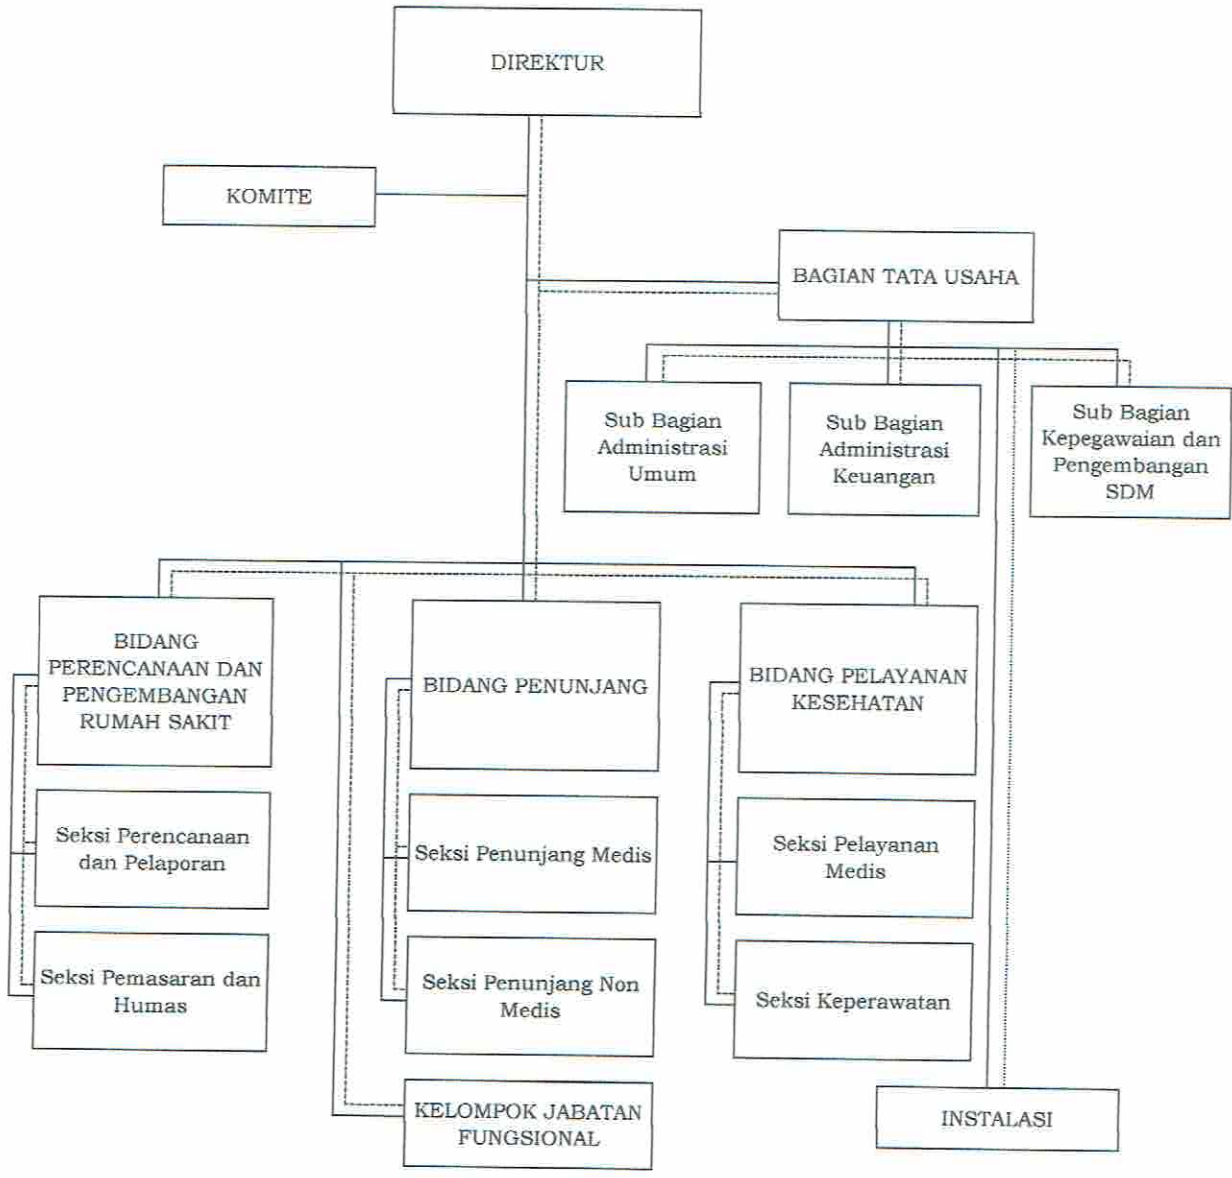 DIREKTUR
KOMITE
BAGIAN TATA USAHA
Sub Bagian
Administrasi
Umum
Sub Bagian
Administrasi
Keuangan
Sub Bagian
Kepegawaian dan
Pengembangan
SDM
BIDANG
PERENCANAAN DAN
PENGEMBANGAN
RUMAH SAKIT
BIDANG PENUNJANG
BIDANG PELAYANAN
KESEHATAN
Seksi Perencanaan
dan Pelaporan
Seksi Penunjang Medis
Seksi Pelayanan
Medis
Seksi Pemasaran dan
Humas
Seksi Penunjang Non
Medis
Seksi Keperawatan
KELOMPOK JABATAN
FUNGSIONAL
INSTALASI